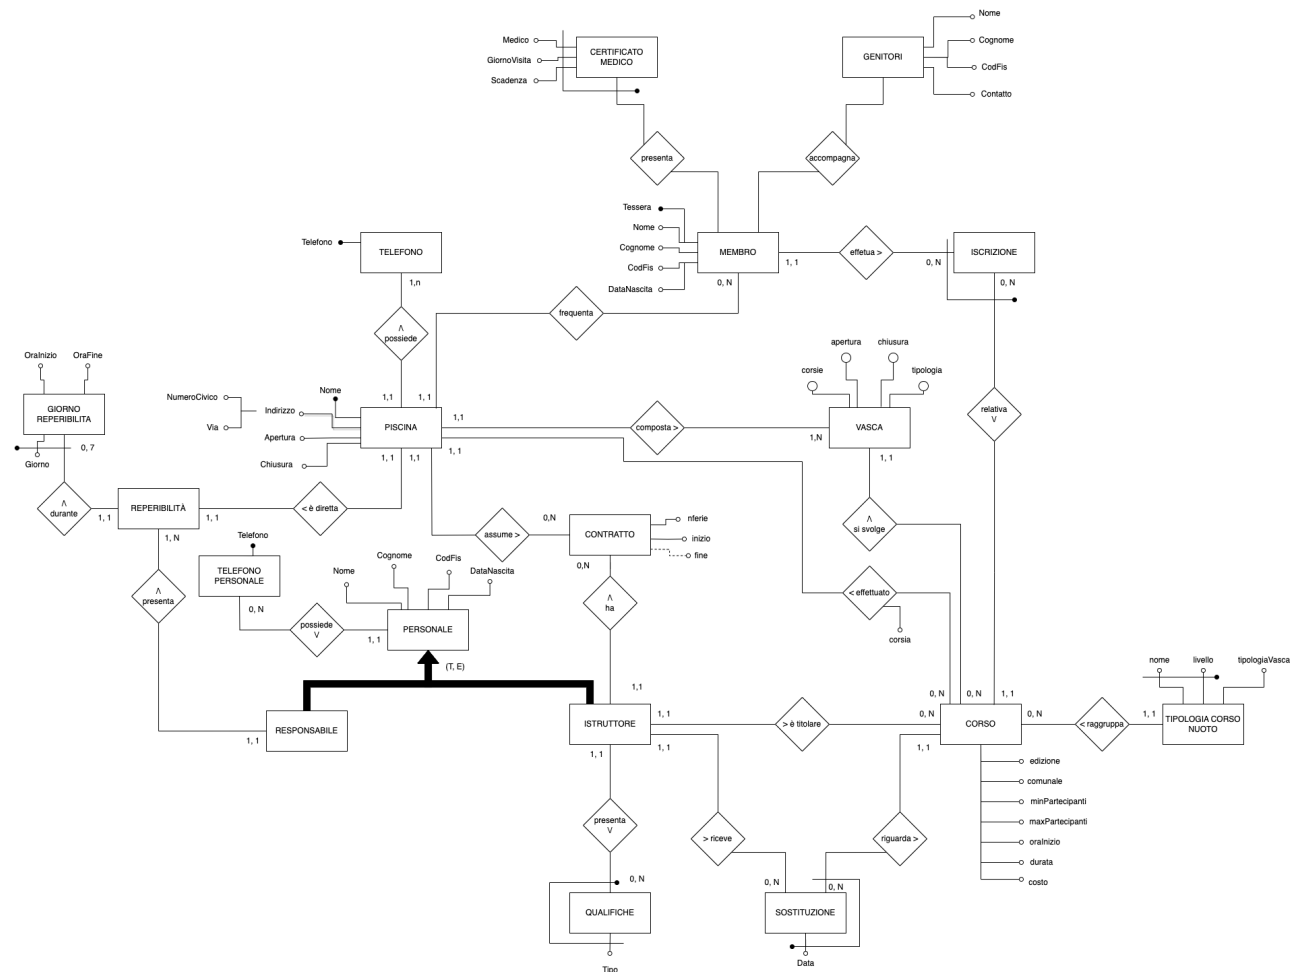 Nome
Medico
CERTIFICATO
MEDICO
GENITORI
Cognome
GiornoVisita
CodFis
Scadenza
Contatto
presenta
accompagna
Tessera
Nome
Telefono
TELEFONO
Cognome
MEMBRO
effetua >
ISCRIZIONE
1, 1
0, N
CodFis
1,n
0, N
0, N
DataNascita
frequenta
/\
possiede
apertura
chiusura
OraInizio
OraFine
corsie
tipologia
Nome
NumeroCivico
1,1
1, 1
GIORNO
REPERIBILITA
Indirizzo
relativa
V
1,1
Via
PISCINA
composta >
VASCA
Apertura
1,N
0, 7
1, 1
1,1
1, 1
1, 1
Giorno
Chiusura
/\
durante
REPERIBILITÀ
< è diretta
1, 1
1, 1
nferie
0,N
/\
si svolge
assume >
CONTRATTO
inizio
1, N
Telefono
fine
Cognome
CodFis
0,N
TELEFONO
PERSONALE
Nome
DataNascita
/\
presenta
< effettuato
/\
ha
0, N
possiede
V
PERSONALE
1, 1
corsia
(T, E)
nome
livello
tipologiaVasca
1,1
0, N
0, N
1, 1
RESPONSABILE
1, 1
ISTRUTTORE
1, 1
> è titolare
0, N
CORSO
0, N
< raggruppa
1, 1
TIPOLOGIA CORSO
NUOTO
1, 1
1, 1
1, 1
edizione
comunale
minPartecipanti
presenta
V
maxPartecipanti
> riceve
riguarda >
oraInizio
durata
0, N
0, N
0, N
costo
QUALIFICHE
SOSTITUZIONE
Data
Tipo